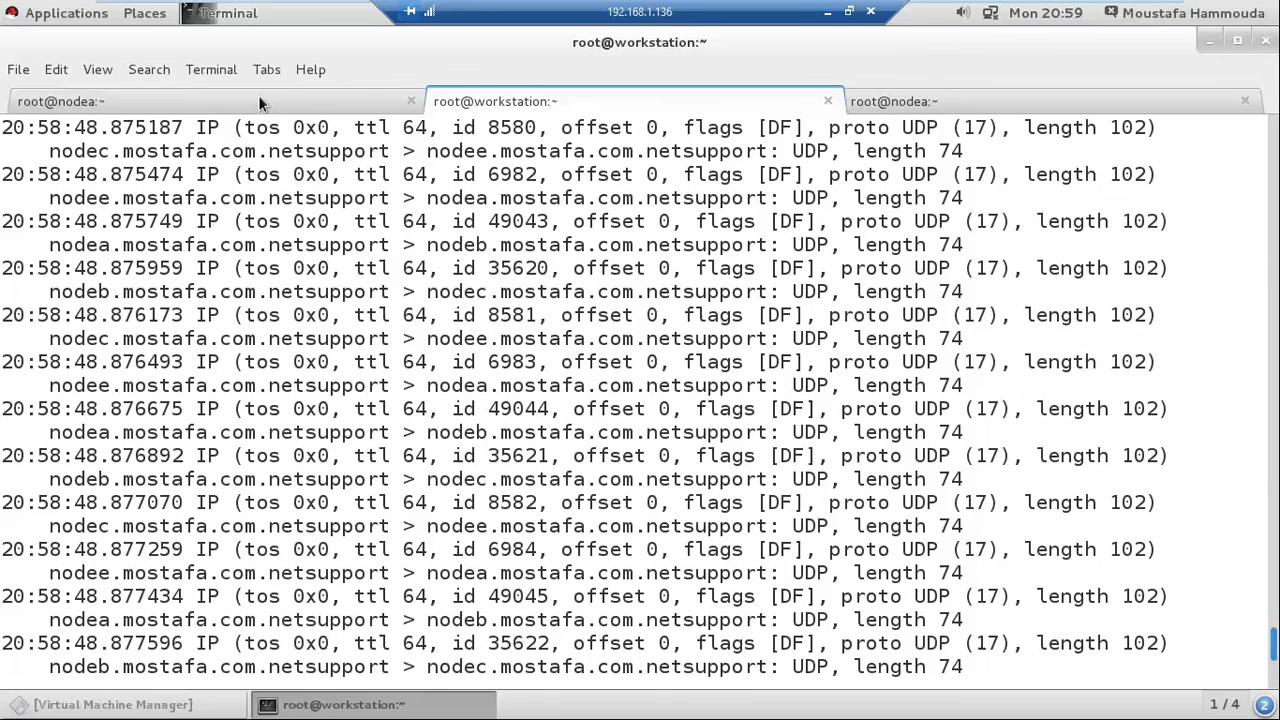 Applications Places Terminal 192.168.1.136 Mon 20:59 Moustafa Hammouda
root@workstation:~
File Edit View Search Terminal Tabs Help
root@nodea:~ root@workstation:~ root@nodea:~
20:58:48.875187 IP (tos 0x0, ttl 64, id 8580, offset 0, flags [DF], proto UDP (17), length 102)
nodec.mostafa.com.netsupport > nodee.mostafa.com.netsupport: UDP, length 74
20:58:48.875474 IP (tos 0x0, ttl 64, id 6982, offset 0, flags [DF], proto UDP (17), length 102)
nodee.mostafa.com.netsupport > nodea.mostafa.com.netsupport: UDP, length 74
20:58:48.875749 IP (tos 0x0, ttl 64, id 49043, offset 0, flags [DF], proto UDP (17), length 102)
nodea.mostafa.com.netsupport > nodeb.mostafa.com.netsupport: UDP, length 74
20:58:48.875959 IP (tos 0x0, ttl 64, id 35620, offset 0, flags [DF], proto UDP (17), length 102)
nodeb.mostafa.com.netsupport > nodec.mostafa.com.netsupport: UDP, length 74
20:58:48.876173 IP (tos 0x0, ttl 64, id 8581, offset 0, flags [DF], proto UDP (17), length 102)
nodec.mostafa.com.netsupport > nodee.mostafa.com.netsupport: UDP, length 74
20:58:48.876493 IP (tos 0x0, ttl 64, id 6983, offset 0, flags [DF], proto UDP (17), length 102)
nodee.mostafa.com.netsupport > nodea.mostafa.com.netsupport: UDP, length 74
20:58:48.876675 IP (tos 0x0, ttl 64, id 49044, offset 0, flags [DF], proto UDP (17), length 102)
nodea.mostafa.com.netsupport > nodeb.mostafa.com.netsupport: UDP, length 74
20:58:48.876892 IP (tos 0x0, ttl 64, id 35621, offset 0, flags [DF], proto UDP (17), length 102)
nodeb.mostafa.com.netsupport > nodec.mostafa.com.netsupport: UDP, length 74
20:58:48.877070 IP (tos 0x0, ttl 64, id 8582, offset 0, flags [DF], proto UDP (17), length 102)
nodec.mostafa.com.netsupport > nodee.mostafa.com.netsupport: UDP, length 74
20:58:48.877259 IP (tos 0x0, ttl 64, id 6984, offset 0, flags [DF], proto UDP (17), length 102)
nodee.mostafa.com.netsupport > nodea.mostafa.com.netsupport: UDP, length 74
20:58:48.877434 IP (tos 0x0, ttl 64, id 49045, offset 0, flags [DF], proto UDP (17), length 102)
nodea.mostafa.com.netsupport > nodeb.mostafa.com.netsupport: UDP, length 74
20:58:48.877596 IP (tos 0x0, ttl 64, id 35622, offset 0, flags [DF], proto UDP (17), length 102)
nodeb.mostafa.com.netsupport > nodec.mostafa.com.netsupport: UDP, length 74
[Virtual Machine Manager] root@workstation:~ 1 / 4 2